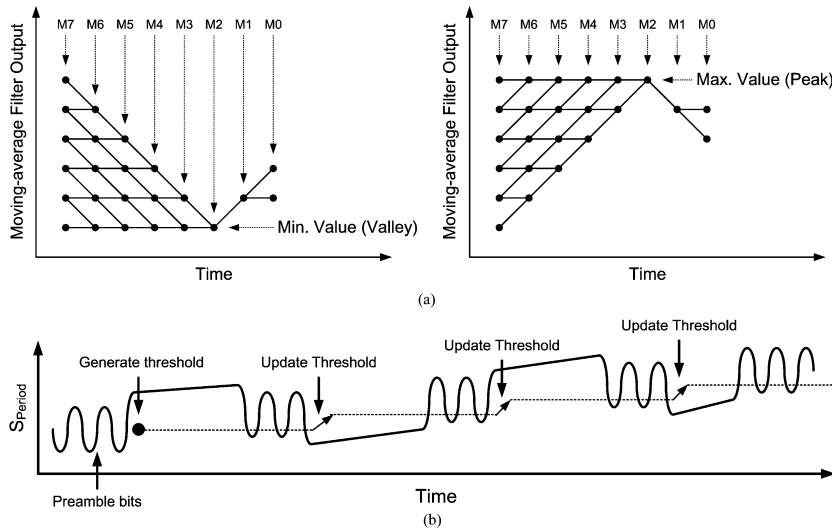 M7 M6 M5 M4 M3 M2 M1 M0
Moving-average Filter Output
Min. Value (Valley)
Time
M7 M6 M5 M4 M3 M2 M1 M0
Moving-average Filter Output
Max. Value (Peak)
Time
(a)
Generate threshold
Update Threshold
Update Threshold
Update Threshold
SPeriod
Preamble bits
Time
(b)